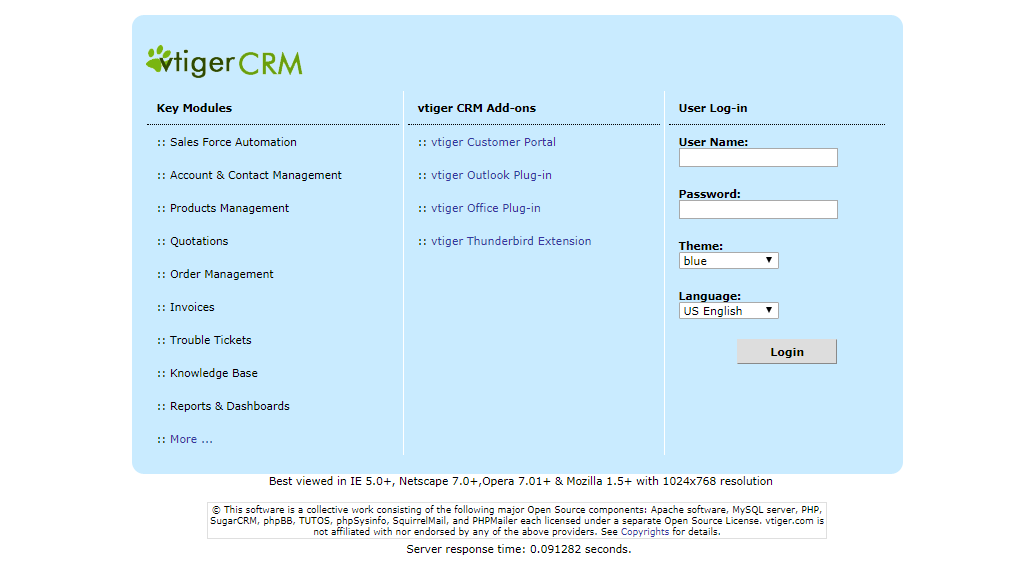 vtiger CRM
Key Modules
:: Sales Force Automation
:: Account & Contact Management
:: Products Management
:: Quotations
:: Order Management
:: Invoices
:: Trouble Tickets
:: Knowledge Base
:: Reports & Dashboards
:: More ...
vtiger CRM Add-ons
:: vtiger Customer Portal
:: vtiger Outlook Plug-in
:: vtiger Office Plug-in
:: vtiger Thunderbird Extension
User Log-in
User Name:
Password:
Theme:
blue
Language:
US English
Login
Best viewed in IE 5.0+, Netscape 7.0+,Opera 7.01+ & Mozilla 1.5+ with 1024x768 resolution
© This software is a collective work consisting of the following major Open Source components: Apache software, MySQL server, PHP,
SugarCRM, phpBB, TUTOS, phpSysinfo, SquirrelMail, and PHPMailer each licensed under a separate Open Source License. vtiger.com is
not affiliated with nor endorsed by any of the above providers. See Copyrights for details.
Server response time: 0.091282 seconds.